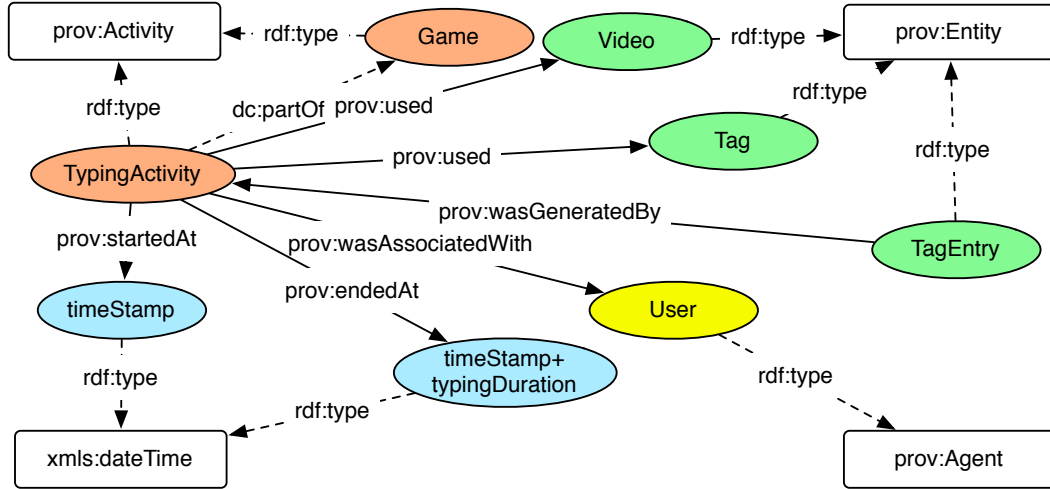 prov:Activity
rdf:type
Game
Video
rdf:type
prov:Entity
rdf:type
rdf:type
dc:partOf
prov:used
Tag
prov:used
rdf:type
TypingActivity
prov:wasGeneratedBy
prov:startedAt
prov:wasAssociatedWith
TagEntry
prov:endedAt
timeStamp
User
timeStamp+
typingDuration
rdf:type
rdf:type
rdf:type
xmls:dateTime
prov:Agent